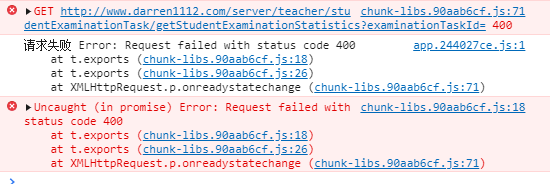 GET http://www.darren1112.com/server/teacher/stu chunk-libs.90aab6cf.js:71
dentExaminationTask/getStudentExaminationStatistics?examinationTaskId= 400
请求失败 Error: Request failed with status code 400 app.244027ce.js:1
at t.exports (chunk-libs.90aab6cf.js:18)
at t.exports (chunk-libs.90aab6cf.js:26)
at XMLHttpRequest.p.onreadystatechange (chunk-libs.90aab6cf.js:71)
Uncaught (in promise) Error: Request failed with chunk-libs.90aab6cf.js:18
status code 400
at t.exports (chunk-libs.90aab6cf.js:18)
at t.exports (chunk-libs.90aab6cf.js:26)
at XMLHttpRequest.p.onreadystatechange (chunk-libs.90aab6cf.js:71)